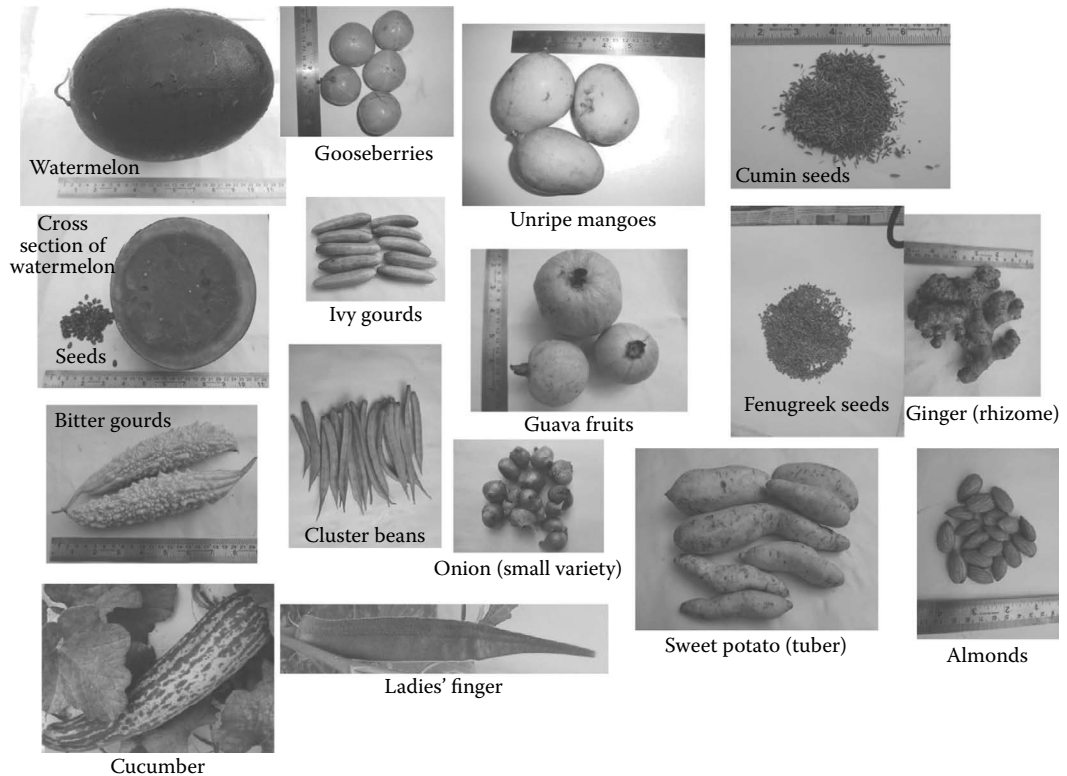 Watermelon
Gooseberries
Unripe mangoes
Cumin seeds
Cross
section of
watermelon
Seeds
Ivy gourds
Guava fruits
Fenugreek seeds
Ginger (rhizome)
Bitter gourds
Cluster beans
Onion (small variety)
Sweet potato (tuber)
Almonds
Cucumber
Ladies’ finger